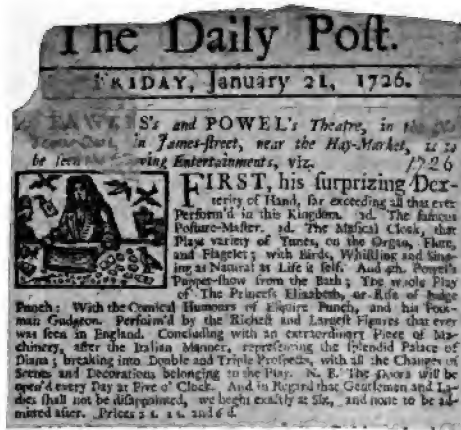 The Daily Poſt.
FRIDAY, January 21, 1726.
FAWKES's and POWEL's Theatre, in the
in James-ſtreet, near the Hay-Market, is to
be ſeen Entertainments, viz. 1726
FIRST, his ſurprizing Dex-
terity of Hand, far exceeding all that ever
Perform'd in this Kingdom. 2d. The famous
Poſture-Maſter. 3d. The Muſical Clock, that
Plays variety of Tunes, on the Organ, Flute,
and Flagelet; with Birds, Whiſtling and Sing-
ing as Natural as Life it ſelf. And 4th. Powel's
Puppet-ſhow from the Bath; The whole Play
of The Princeſs Elizabeth, or Riſe of Judge
Punch; With the Comical Humours of Eſquire Punch, and his Foot-
man Gudgeon. Perform'd by the Richeſt and Largeſt Figures that ever
was ſeen in England. Concluding with an extraordinary Piece of Ma-
chinery, after the Italian Manner, repreſenting the ſplendid Palace of
Diana; breaking into Double and Triple Proſpects, with all the Changes of
Scenes and Decorations belonging to the Play. N. B. The Doors will be
open'd every Day at Five o'Clock. And in Regard that Gentlemen and La-
dies ſhall not be diſappointed, we begin exactly at Six, and none to be ad-
mitted after. Prices 2 s. 1 s. and 6 d.